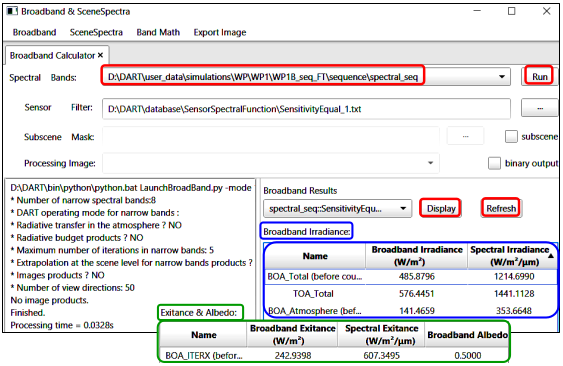 Broadband & SceneSpectra
Broadband SceneSpectra Band Math Export Image
Broadband Calculator ×
Spectral Bands: D:\DART\user_data\simulations\WP\WP1\WP1B_seq_FT\sequence\spectral_seq Run
Sensor Filter: D:\DART\database\SensorSpectralFunction\SensitivityEqual_1.txt ...
Subscene Mask: ... subscene
Processing Image: binary output
D:\DART\bin\python\python.bat LaunchBroadBand.py -mode
* Number of narrow spectral bands:8
* DART operating mode for narrow bands :
* Radiative transfer in the atmosphere ? NO
* Radiative budget products ? NO
* Maximum number of iterations in narrow bands: 5
* Extrapolation at the scene level for narrow bands products ?
* Images products ? NO
* Number of view directions: 50
No image products.
Finished.
Processing time = 0.0328s
Broadband Results
spectral_seq::SensitivityEqu... Display Refresh
Broadband Irradiance:
Name Broadband Irradiance (W/m²) Spectral Irradiance (W/m²/μm)
BOA_Total (before cou... 485.8796 1214.6990
TOA_Total 576.4451 1441.1128
BOA_Atmosphere (bef... 141.4659 353.6648
Exitance & Albedo:
Name Broadband Exitance (W/m²) Spectral Exitance (W/m²/μm) Broadband Albedo
BOA_ITERX (befor... 242.9398 607.3495 0.5000